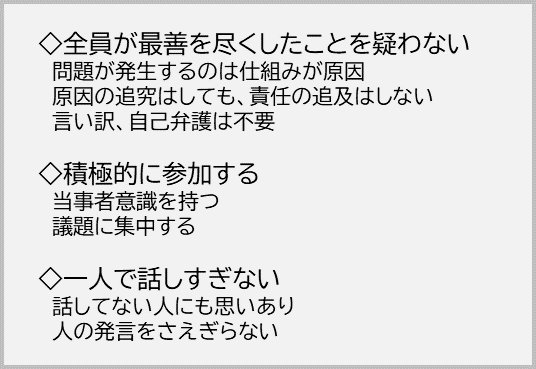 ◇全員が最善を尽くしたことを疑わない
問題が発生するのは仕組みが原因
原因の追究はしても、責任の追及はしない
言い訳、自己弁護は不要
◇積極的に参加する
当事者意識を持つ
議題に集中する
◇一人で話しすぎない
話してない人にも思いあり
人の発言をさえぎらない